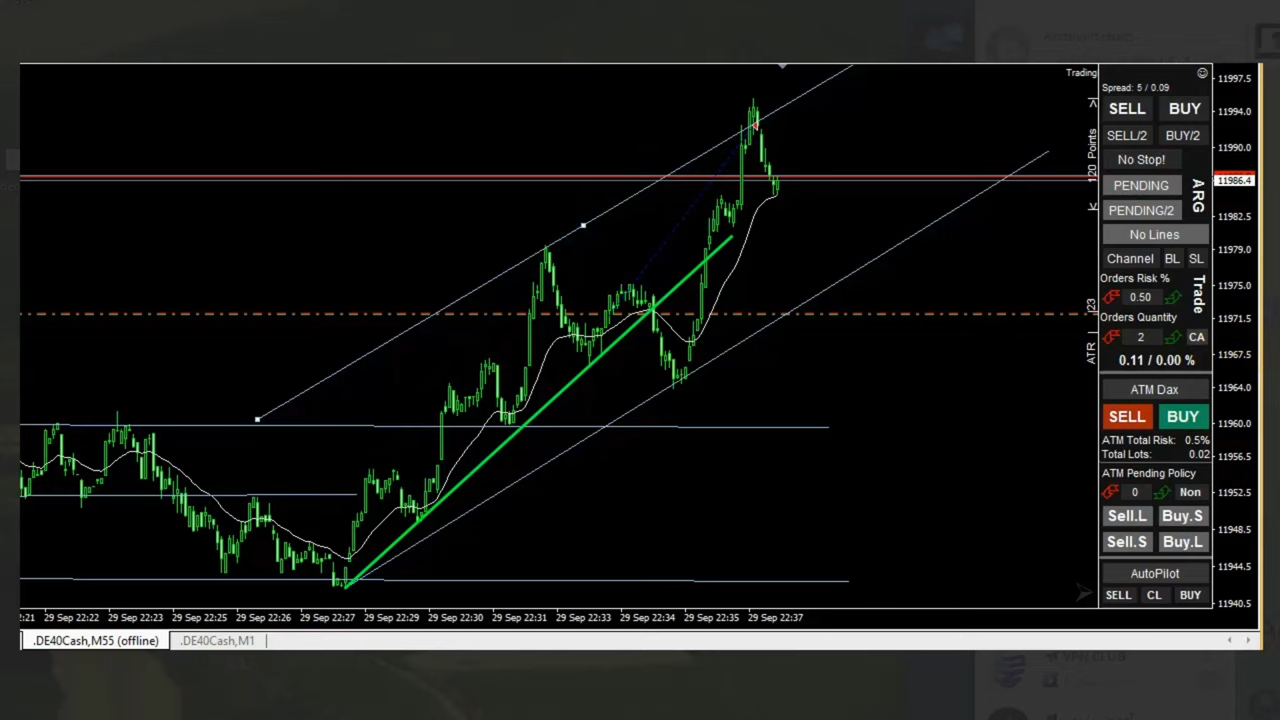 Trading
Spread: 5 / 0.09
SELL BUY
SELL/2 BUY/2
No Stop!
PENDING
PENDING/2
ARG
No Lines
Channel BL SL
Orders Risk %
0.50
Trade
Orders Quantity
2 CA
0.11 / 0.00 %
ATM Dax
SELL BUY
ATM Total Risk: 0.5%
Total Lots: 0.02
ATM Pending Policy
0 Non
Sell.L Buy.S
Sell.S Buy.L
AutoPilot
SELL CL BUY
120 Points
ATR
11997.5
11994.0
11990.0
11986.4
11982.5
11979.0
11975.0
11971.5
11967.5
11964.0
11960.0
11956.5
11952.5
11948.5
11944.5
11940.5
:21 29 Sep 22:22 29 Sep 22:23 29 Sep 22:25 29 Sep 22:26 29 Sep 22:27 29 Sep 22:29 29 Sep 22:30 29 Sep 22:31 29 Sep 22:33 29 Sep 22:34 29 Sep 22:35 29 Sep 22:37
.DE40Cash,M55 (offline) .DE40Cash,M1